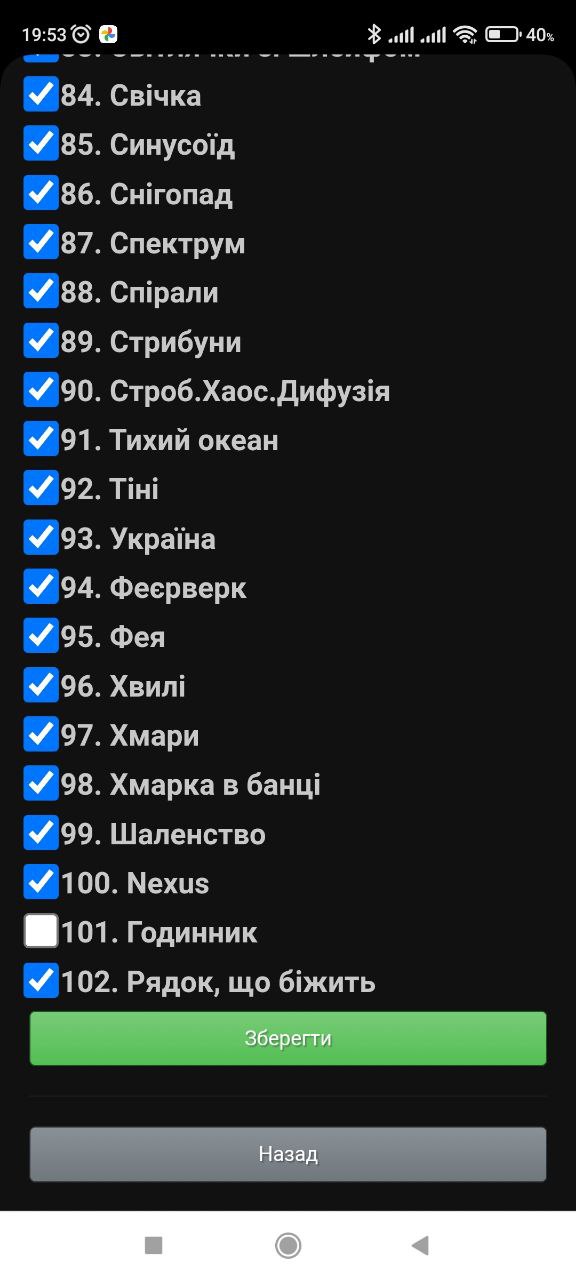 19:53
40%
84. Свічка
85. Синусоїд
86. Снігопад
87. Спектрум
88. Спірали
89. Стрибуни
90. Строб.Хаос.Дифузія
91. Тихий океан
92. Тіні
93. Україна
94. Феєрверк
95. Фея
96. Хвилі
97. Хмари
98. Хмарка в банці
99. Шаленство
100. Nexus
101. Годинник
102. Рядок, що біжить
Зберегти
Назад